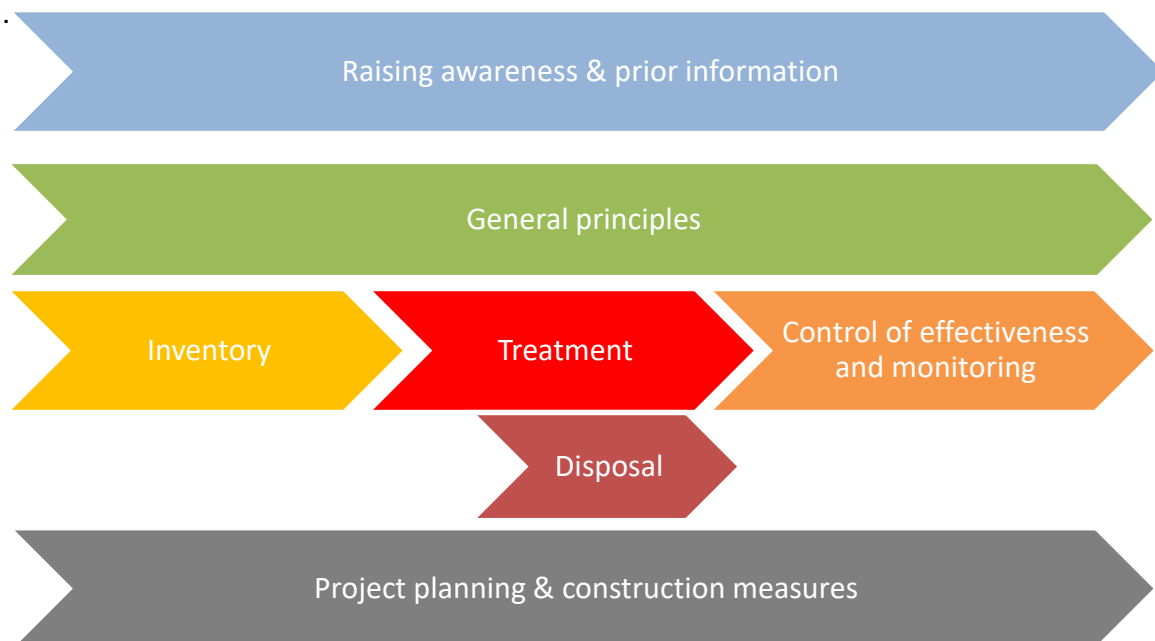 .
Raising awareness & prior information
General principles
Inventory
Treatment
Control of effectiveness
and monitoring
Disposal
Project planning & construction measures